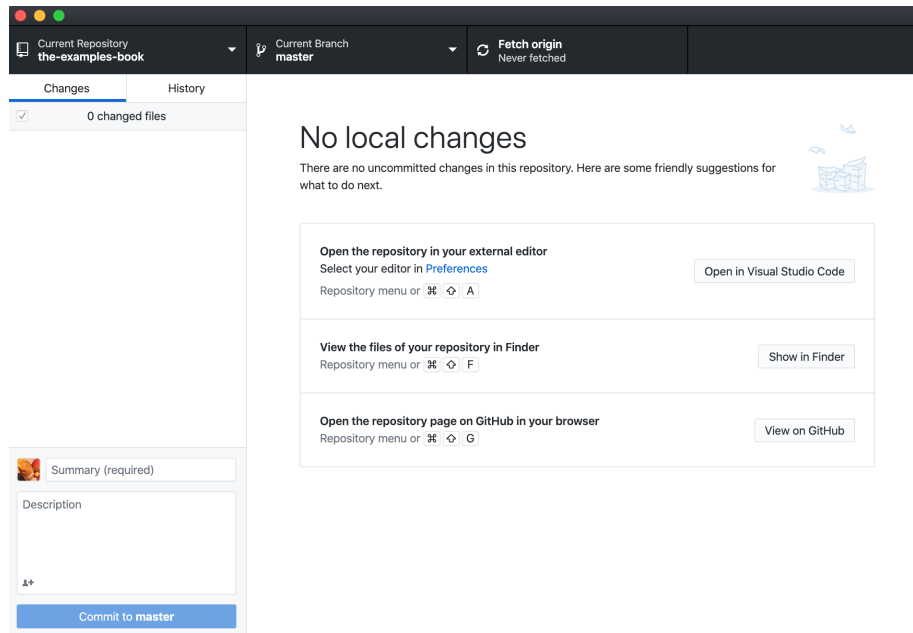 Current Repository
the-examples-book
Current Branch
master
Fetch origin
Never fetched
Changes
History
0 changed files
No local changes
There are no uncommitted changes in this repository. Here are some friendly suggestions for
what to do next.
Open the repository in your external editor
Select your editor in Preferences
Repository menu or ⌘ ⇧ A
Open in Visual Studio Code
View the files of your repository in Finder
Repository menu or ⌘ ⇧ F
Show in Finder
Open the repository page on GitHub in your browser
Repository menu or ⌘ ⇧ G
View on GitHub
Summary (required)
Description
Commit to master